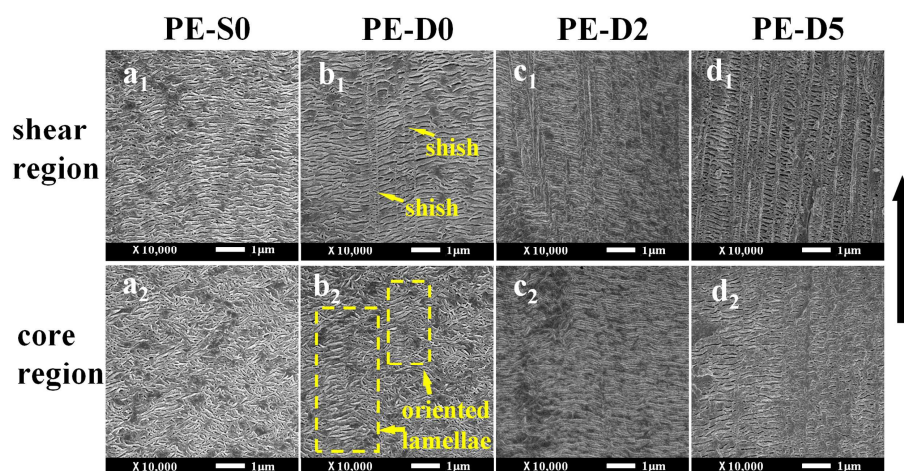 PE-S0 PE-D0 PE-D2 PE-D5
shear
region
a1 b1 c1 d1
shish
shish
X 10,000 1μm X 10,000 1μm X 10,000 1μm X 10,000 1μm
core
region
a2 b2 c2 d2
oriented
lamellae
X 10,000 1μm X 10,000 1μm X 10,000 1μm X 10,000 1μm